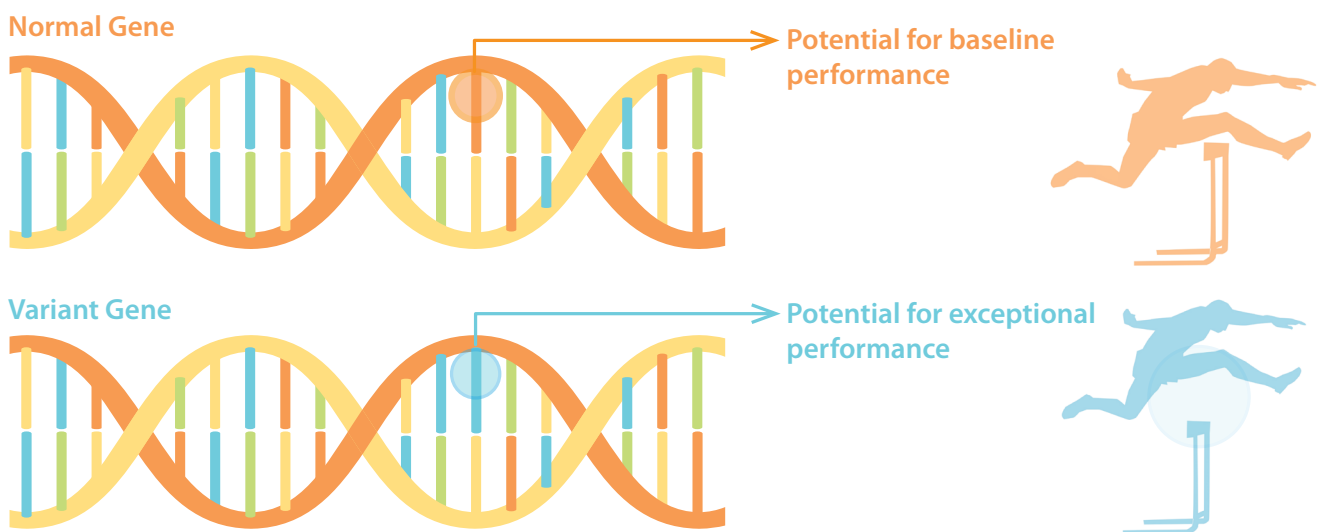 Normal Gene
Potential for baseline
performance
Variant Gene
Potential for exceptional
performance